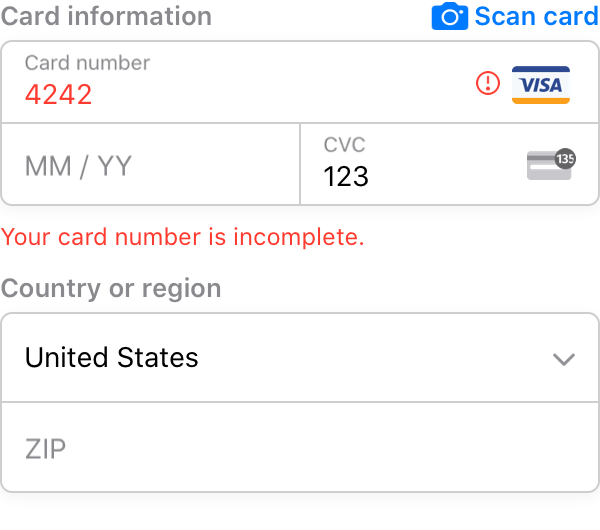 Card information Scan card
Card number
4242 VISA
MM / YY
CVC
123 135
Your card number is incomplete.
Country or region
United States
ZIP